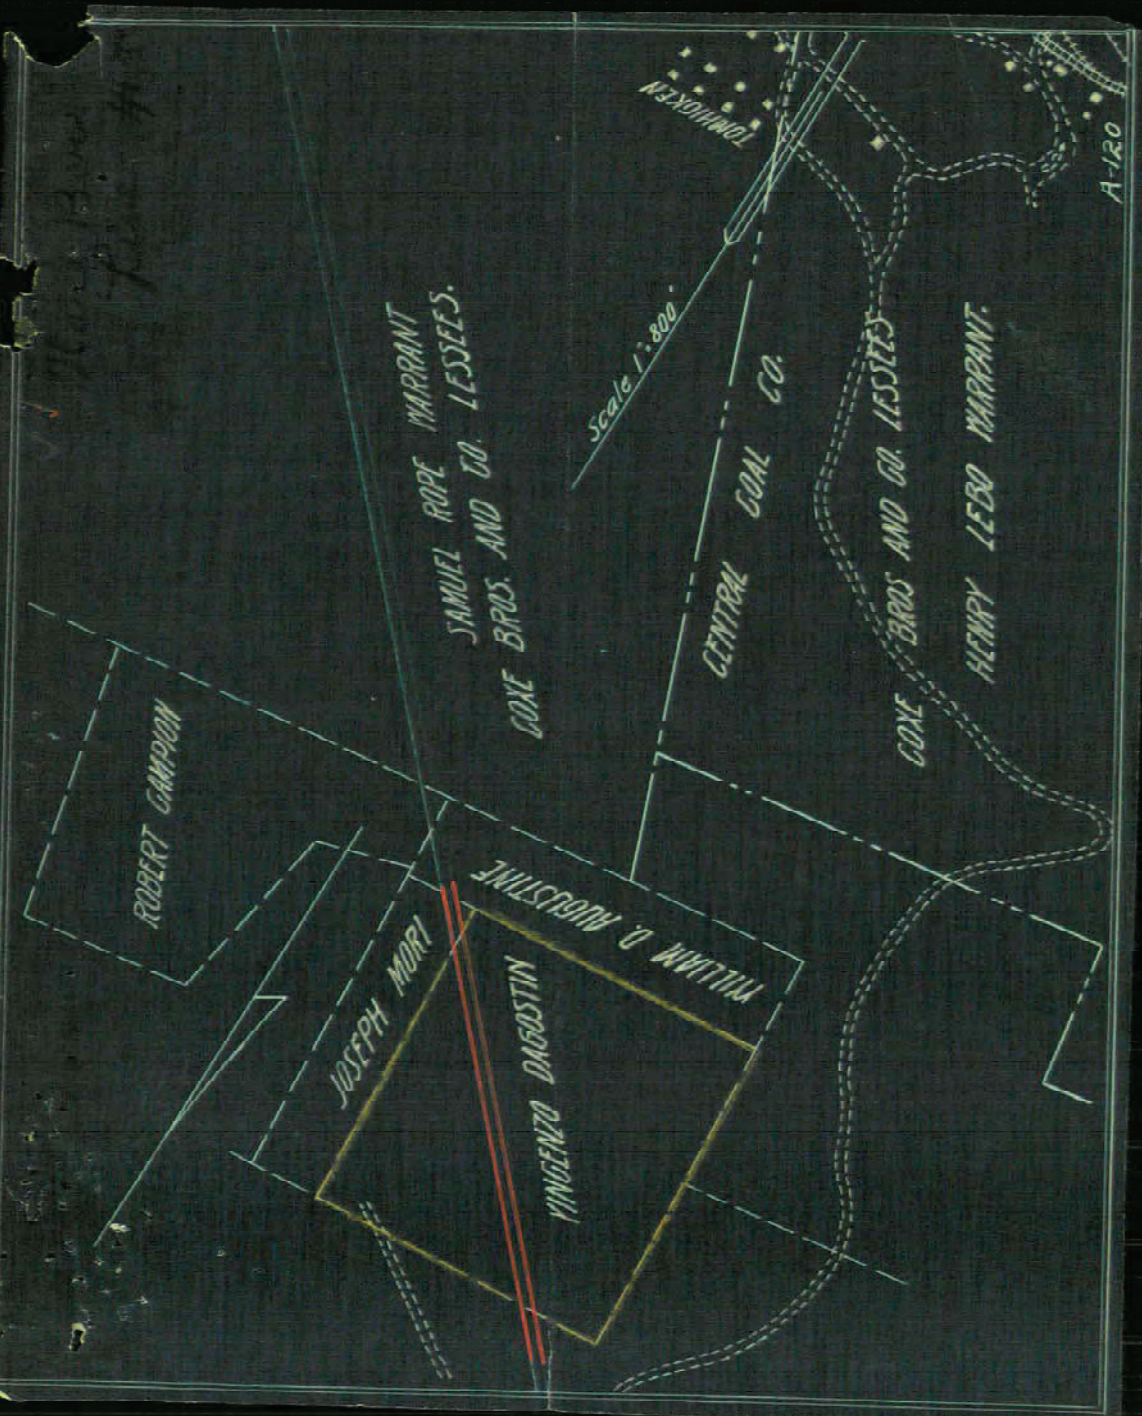 TOMHICKEN
A-120
Scale 1"=800'
SAMUEL ROPE WARRANT
COXE BROS. AND CO. LESSEES.
CENTRAL COAL CO.
COXE BROS AND CO. LESSEES
HENRY LEBO WARRANT.
ROBERT CAMPION
JOSEPH MORI
WILLIAM D. AUGUSTINE
VINCENZO DAGOSTIN